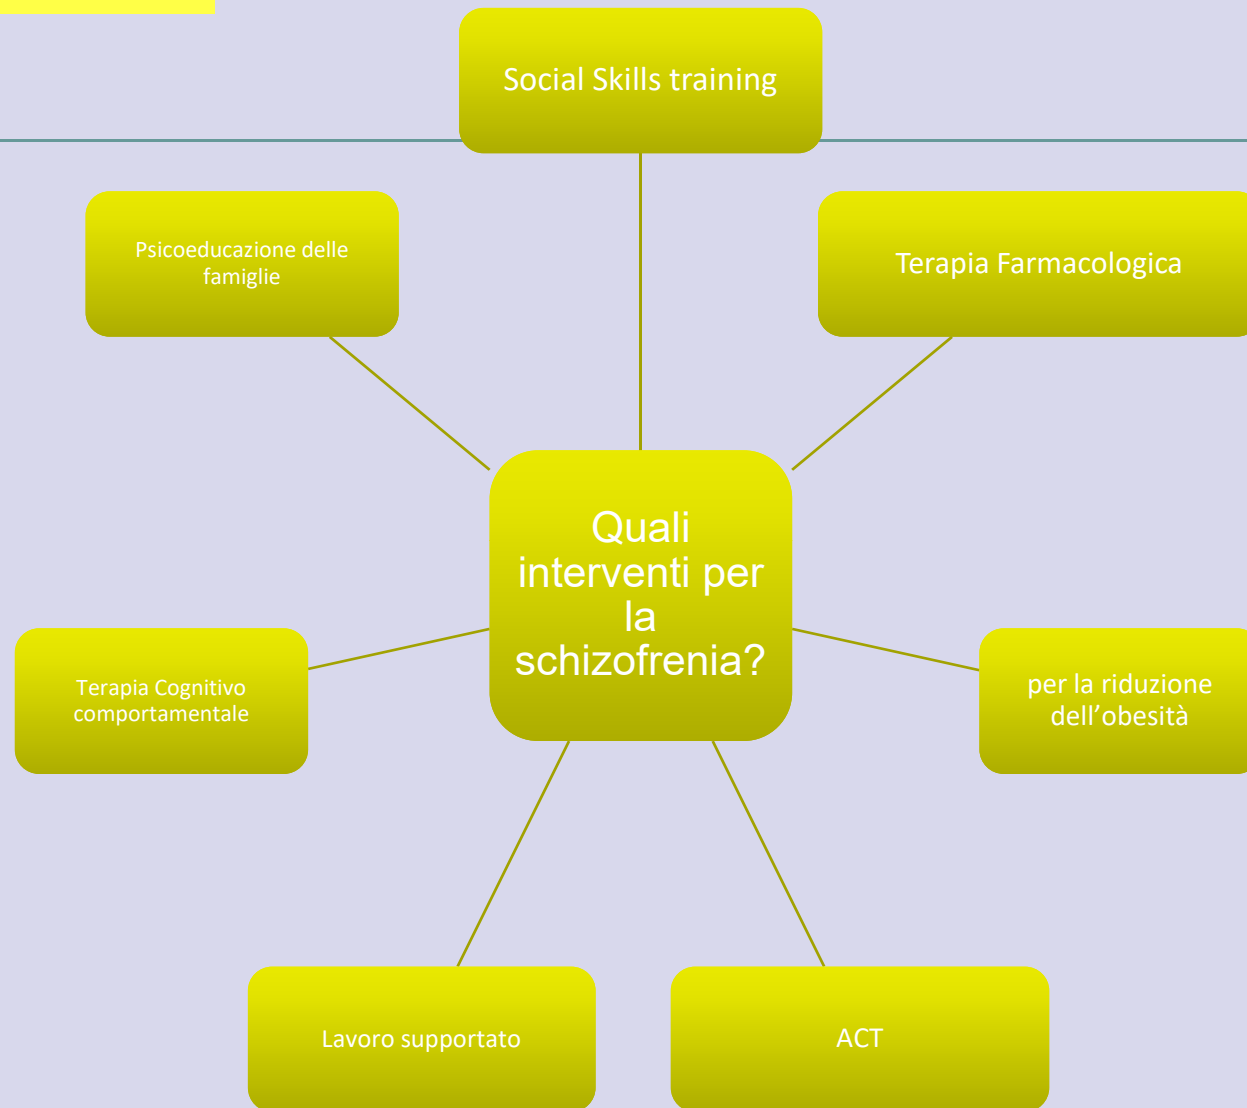 Social Skills training
Psicoeducazione delle
famiglie
Terapia Farmacologica
Quali
interventi per
la
schizofrenia?
Terapia Cognitivo
comportamentale
per la riduzione
dell’obesità
Lavoro supportato
ACT